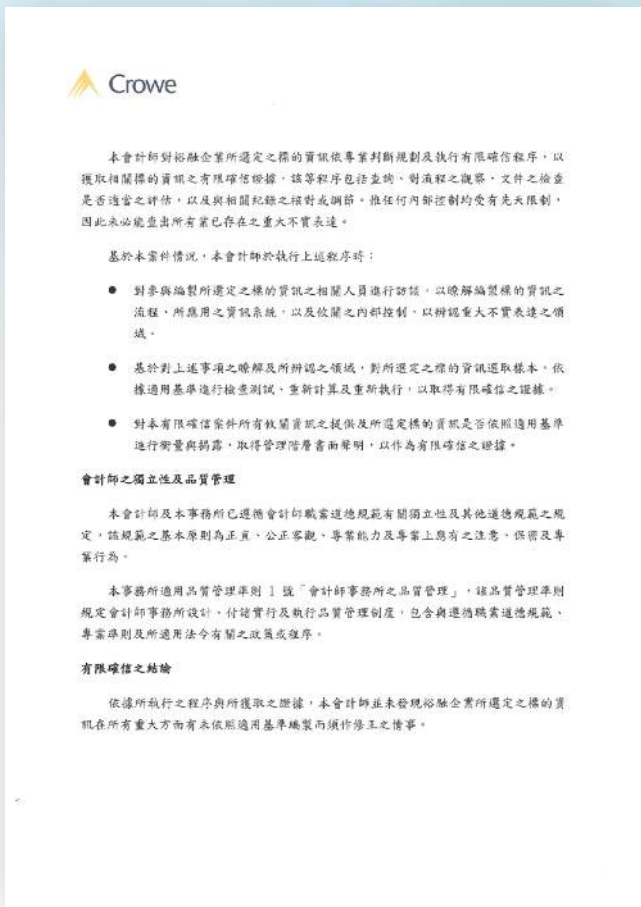 Crowe
本會計師對裕融企業所選定之標的資訊依專業判斷規劃及執行有限確信程序，以
獲取相關標的資訊之有限確信證據。該等程序包括查詢、對流程之觀察、文件之檢查
是否適當之評估，以及與相關紀錄之核對或調節。惟任何內部控制均受有先天限制，
因此未必能查出所有業已存在之重大不實表達。
基於本案件情況，本會計師於執行上述程序時：
● 對參與編製所選定之標的資訊之相關人員進行訪談，以瞭解編製標的資訊之
流程、所應用之資訊系統，以及攸關之內部控制，以辨認重大不實表達之領
域。
● 基於對上述事項之瞭解及所辨認之領域，對所選定之標的資訊選取樣本，依
據適用基準進行檢查測試、重新計算及重新執行，以取得有限確信之證據。
● 對本有限確信案件所有攸關資訊之提供及所選定標的資訊是否依照適用基準
進行衡量與揭露，取得管理階層書面聲明，以作為有限確信之證據。
會計師之獨立性及品質管理
本會計師及本事務所已遵循會計師職業道德規範有關獨立性及其他道德規範之規
定，該規範之基本原則為正直、公正客觀、專業能力及專業上應有之注意、保密及專
業行為。
本事務所適用品質管理準則 1 號「會計師事務所之品質管理」，該品質管理準則
規定會計師事務所設計、付諸實行及執行品質管理制度，包含與遵循職業道德規範、
專業準則及所適用法令有關之政策或程序。
有限確信之結論
依據所執行之程序與所獲取之證據，本會計師並未發現裕融企業所選定之標的資
訊在所有重大方面有未依照適用基準編製而須作修正之情事。